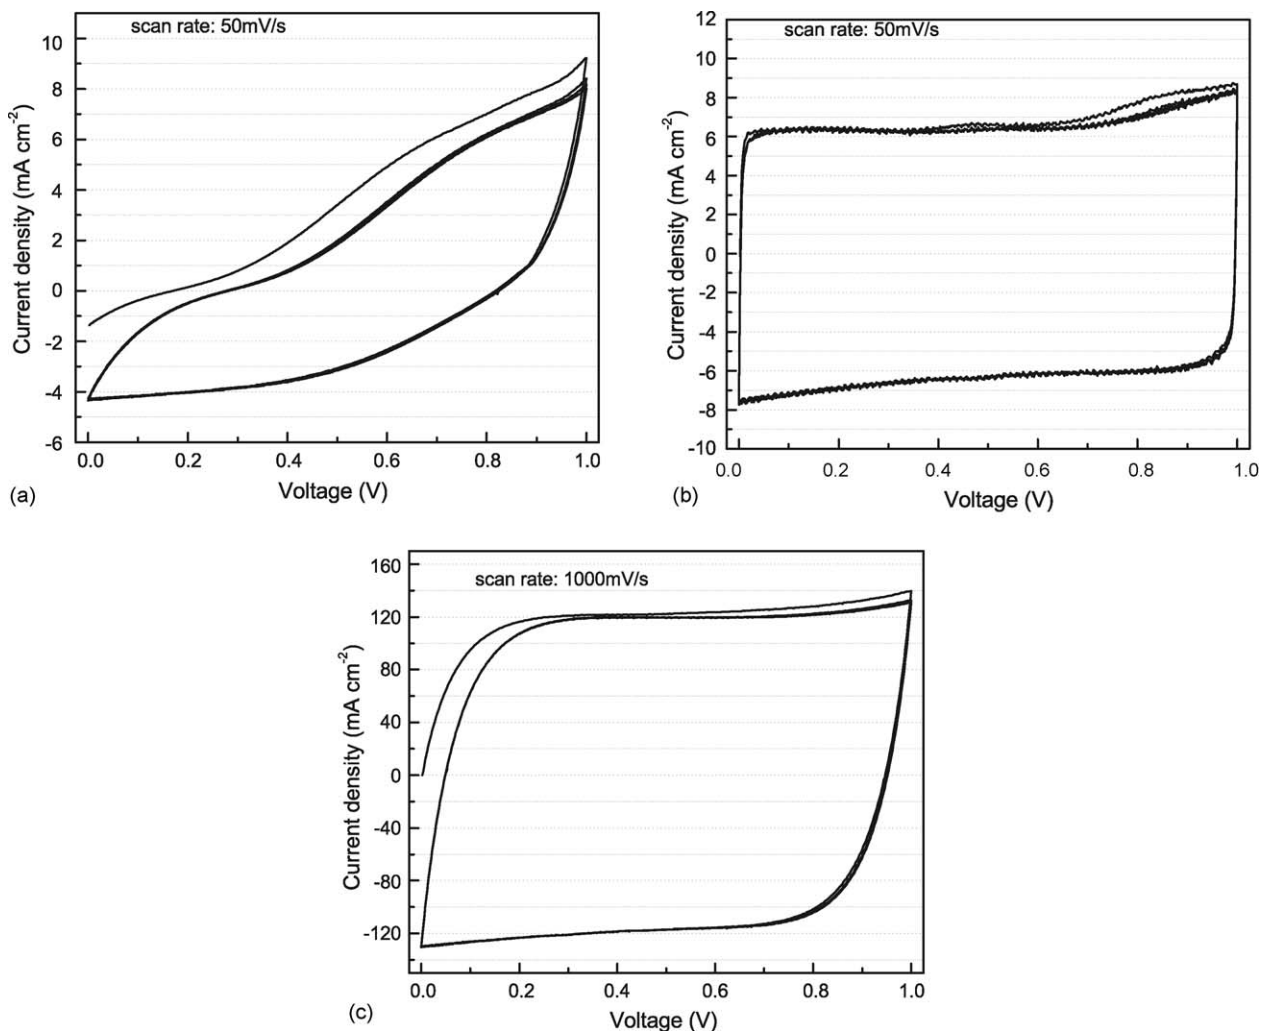 scan rate: 50mV/s
10
8
6
4
2
0
-2
-4
-6
Current density (mA cm⁻²)
0.0 0.2 0.4 0.6 0.8 1.0
Voltage (V)
(a)
scan rate: 50mV/s
12
10
8
6
4
2
0
-2
-4
-6
-8
-10
Current density (mA cm⁻²)
0.0 0.2 0.4 0.6 0.8 1.0
Voltage (V)
(b)
scan rate: 1000mV/s
160
120
80
40
0
-40
-80
-120
Current density (mA cm⁻²)
0.0 0.2 0.4 0.6 0.8 1.0
Voltage (V)
(c)